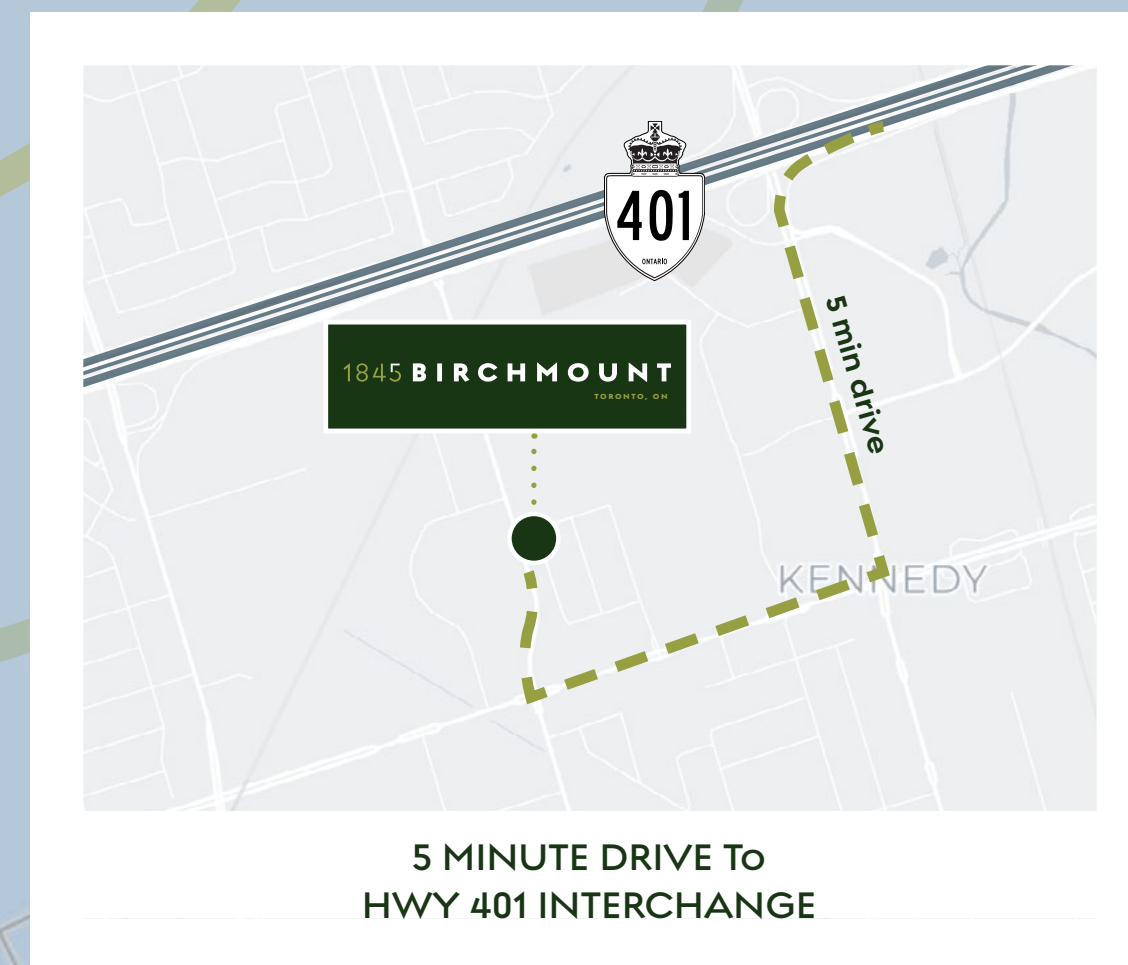 401
ONTARIO
1845 BIRCHMOUNT
TORONTO, ON
5 min drive
KENNEDY
5 MINUTE DRIVE To
HWY 401 INTERCHANGE